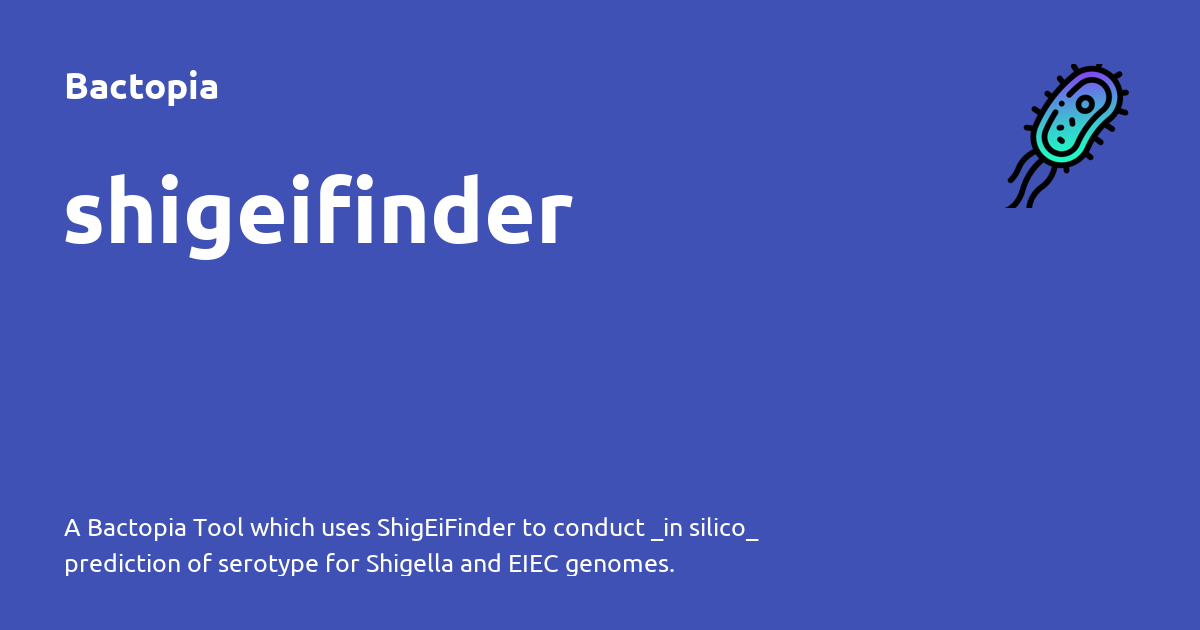 Bactopia
shigeifinder
A Bactopia Tool which uses ShigEiFinder to conduct _in silico_
prediction of serotype for Shigella and EIEC genomes.